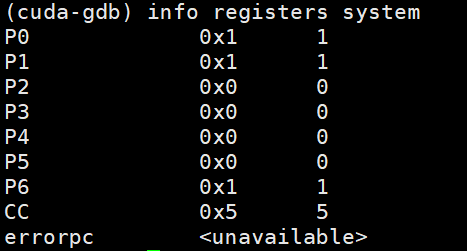 (cuda-gdb) info registers system
P0 0x1 1
P1 0x1 1
P2 0x0 0
P3 0x0 0
P4 0x0 0
P5 0x0 0
P6 0x1 1
CC 0x5 5
errorpc <unavailable>